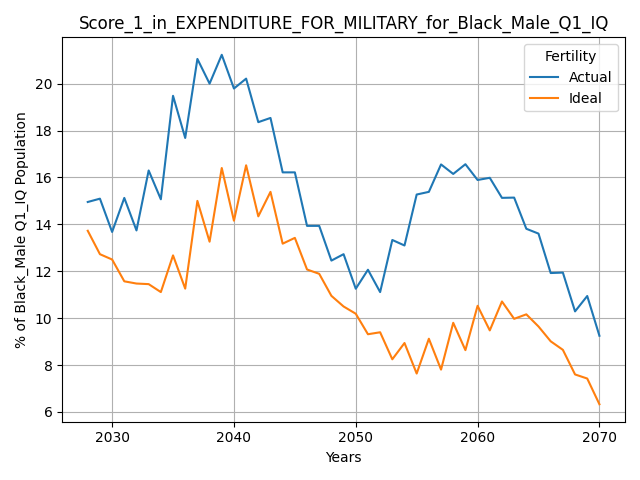 Score_1_in_EXPENDITURE_FOR_MILITARY_for_Black_Male_Q1_IQ
Fertility
Actual
Ideal
% of Black_Male Q1_IQ Population
20
18
16
14
12
10
8
6
2030 2040 2050 2060 2070
Years